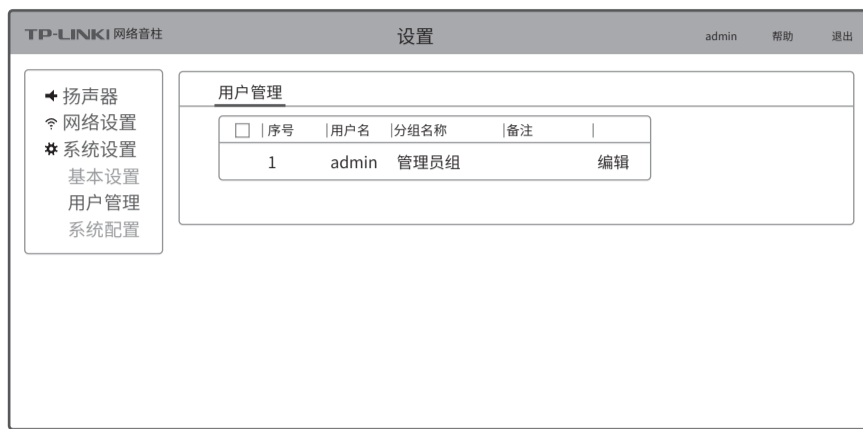 TP-LINK | 网络音柱 设置 admin 帮助 退出
扬声器
网络设置
系统设置
基本设置
用户管理
系统配置
用户管理
序号 用户名 分组名称 备注
1 admin 管理员组 编辑